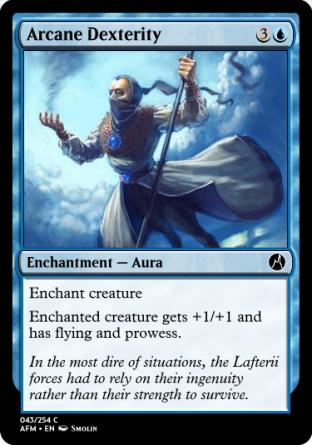 Arcane Dexterity 3
Enchantment — Aura
Enchant creature
Enchanted creature gets +1/+1 and
has flying and prowess.
In the most dire of situations, the Lafterii
forces had to rely on their ingenuity
rather than their strength to survive.
043/254 C
AFM • EN Smolin